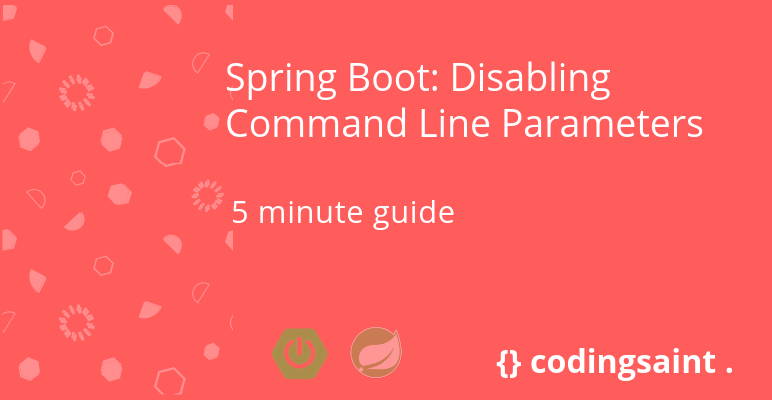 Spring Boot: Disabling
Command Line Parameters
5 minute guide
{} codingsaint .